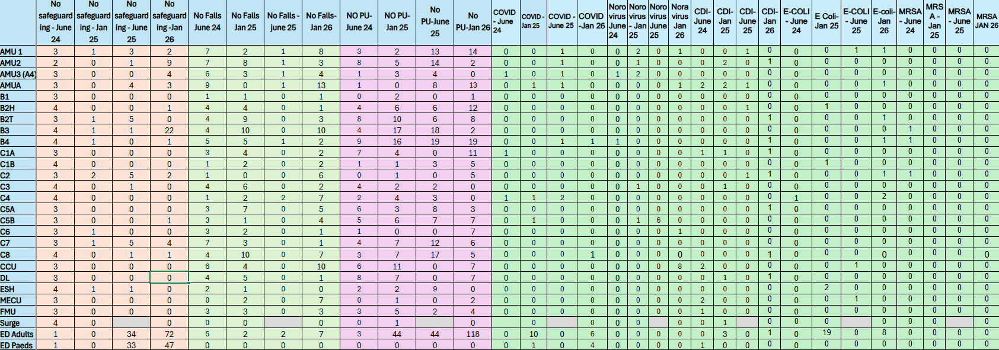 No
safeguard
ing - June
24
No
safeguard
ing - Jan
25
No
safeguard
ing - June
25
No
safeguard
ing -Jan
26
No Falls
June 24
No Falls
Jan 25
No Falls -
june 25
No Falls-
Jan 26
NO PU-
June 24
NO PU-
Jan 25
No
PU-June
25
No
PU-Jan 26
COVID
- June
24
COVID -
Jan 25
COVID -
June 25
COVID
-Jan 26
Noro
virus
June
24
Noro
virus
- Jan
25
Noro
virus
June
25
Nora
virus
Jan
26
CDI-
June
24
CDI-
Jan
25
CDI-
June
25
CDI-
Jan
26
E-COLI
- June
24
E Coli-
Jan 25
E-COLI
- June
25
E-coli-
Jan
26
MRSA
- June
24
MRS
A -
Jan
25
MRSA
- June
25
MRSA
JAN 26
AMU 1 3 1 3 2 7 2 1 8 3 2 13 14 0 0 1 0 0 2 0 1 0 0 1 0 0 0 1 1 0 0 0 0
AMU2 2 0 1 9 7 8 1 3 8 5 14 2 0 0 1 0 0 1 0 0 0 2 0 1 0 0 0 0 0 0 0 0
AMU3 (A4) 3 0 0 4 6 3 1 4 1 3 4 0 1 0 1 0 1 2 0 0 0 0 0 0 0 0 0 0 0 0 0 0
AMUA 3 0 4 3 9 0 1 13 1 0 8 13 0 1 1 0 0 0 0 1 2 2 1 0 0 0 0 1 0 0 0 0
B1 3 0 0 0 1 1 0 1 0 2 0 1 0 0 0 0 0 0 0 0 0 0 0 0 0 0 0 0 0 0 0 0
B2H 4 0 0 1 4 4 0 1 4 6 6 12 0 0 0 0 0 0 0 0 0 0 1 0 0 1 0 0 0 0 0 0
B2T 3 1 5 0 4 9 0 3 8 10 6 8 0 0 0 0 0 0 0 0 0 0 0 1 0 0 0 1 0 0 0 0
B3 4 1 1 22 4 10 0 10 4 17 18 2 0 0 0 0 0 0 0 0 0 0 0 0 0 0 0 0 1 0 0 0
B4 4 1 0 1 5 5 1 2 9 16 19 19 0 0 1 1 1 0 0 0 0 0 0 1 0 0 0 1 1 0 0 0
C1A 3 0 0 0 3 4 0 2 7 4 0 11 1 0 0 0 0 0 0 0 1 1 0 1 0 0 0 0 0 0 0 0
C1B 4 0 0 0 1 2 0 2 1 1 3 5 0 0 0 0 0 0 0 0 0 0 0 0 0 1 0 0 0 0 0 0
C2 3 2 5 2 1 0 0 6 0 1 0 5 0 0 0 0 0 0 0 0 0 0 1 1 0 0 0 1 1 0 0 0
C3 4 0 1 0 4 6 0 2 4 2 2 0 0 0 0 0 0 1 0 0 0 1 0 0 0 0 0 0 0 0 0 0
C4 4 0 0 0 1 2 2 7 2 4 3 0 1 1 2 0 0 0 0 0 0 0 0 0 1 0 0 2 0 0 0 0
C5A 3 0 0 0 3 7 0 5 6 3 8 3 0 0 0 0 0 0 0 0 0 0 0 1 0 0 0 0 0 0 0 0
C5B 3 0 0 1 3 1 0 4 5 6 7 7 0 1 0 0 0 1 6 0 0 0 0 0 0 0 0 0 0 0 0 0
C6 3 1 0 0 3 2 0 1 1 0 0 7 0 0 0 0 0 0 0 1 0 0 0 0 0 0 0 0 0 0 0 0
C7 3 1 5 4 7 3 0 1 4 7 12 6 0 0 0 0 0 0 0 0 0 0 0 0 0 0 0 0 0 0 0 0
C8 4 0 1 1 4 10 0 7 3 7 17 5 0 0 0 1 0 0 0 0 0 0 0 1 0 0 0 0 0 0 0 0
CCU 3 0 0 0 6 4 0 10 6 11 0 7 0 0 0 0 0 0 0 8 2 0 0 0 0 0 1 0 0 0 0 0
DL 3 0 0 0 4 5 0 1 8 7 0 7 0 0 0 0 0 0 0 0 0 1 0 1 0 0 0 0 0 0 0 0
ESH 4 1 1 0 2 1 0 0 2 2 9 0 0 0 0 0 0 0 0 0 0 0 0 0 0 2 0 0 0 0 0 0
MECU 3 0 0 0 0 2 0 7 0 1 0 2 0 0 0 0 0 0 0 0 2 0 0 0 0 0 1 0 0 0 0 0
FMU 3 0 0 0 3 3 0 3 3 5 2 4 0 0 0 0 0 0 0 0 1 0 0 0 0 0 0 0 0 0 0 0
Surge 4 0 0 0 0 0 0 1 0 0 0 0 0 0 0 1 0 0 0 0 0 0 0
ED Adults 1 0 34 72 5 2 2 7 3 44 44 118 0 10 0 6 0 0 0 0 0 3 0 1 0 19 0 8 0 0 0 0
ED Paeds 1 0 33 47 0 0 0 0 0 0 0 0 0 1 0 4 0 0 0 0 1 0 0 0 0 0 0 0 0 0 0 0